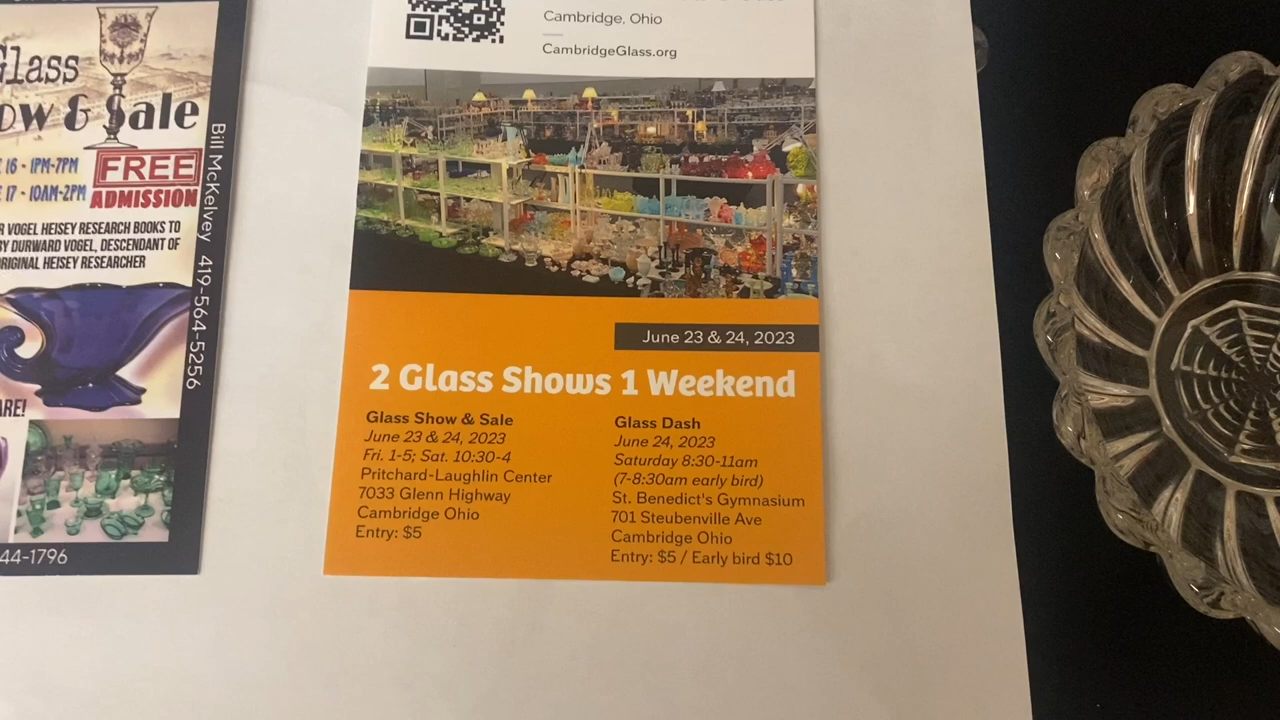 Glass
& Sale
16 - 1PM-7PM
17 - 10AM-2PM
FREE
ADMISSION
VOGEL HEISEY RESEARCH BOOKS TO
BY DURWARD VOGEL, DESCENDANT OF
HEISEY RESEARCHER
Bill McKelvey 419-564-5256
44-1796
Cambridge, Ohio
CambridgeGlass.org
June 23 & 24, 2023
2 Glass Shows 1 Weekend
Glass Show & Sale
June 23 & 24, 2023
Fri. 1-5; Sat. 10:30-4
Pritchard-Laughlin Center
7033 Glenn Highway
Cambridge Ohio
Entry: $5
Glass Dash
June 24, 2023
Saturday 8:30-11am
(7-8:30am early bird)
St. Benedict's Gymnasium
701 Steubenville Ave
Cambridge Ohio
Entry: $5 / Early bird $10